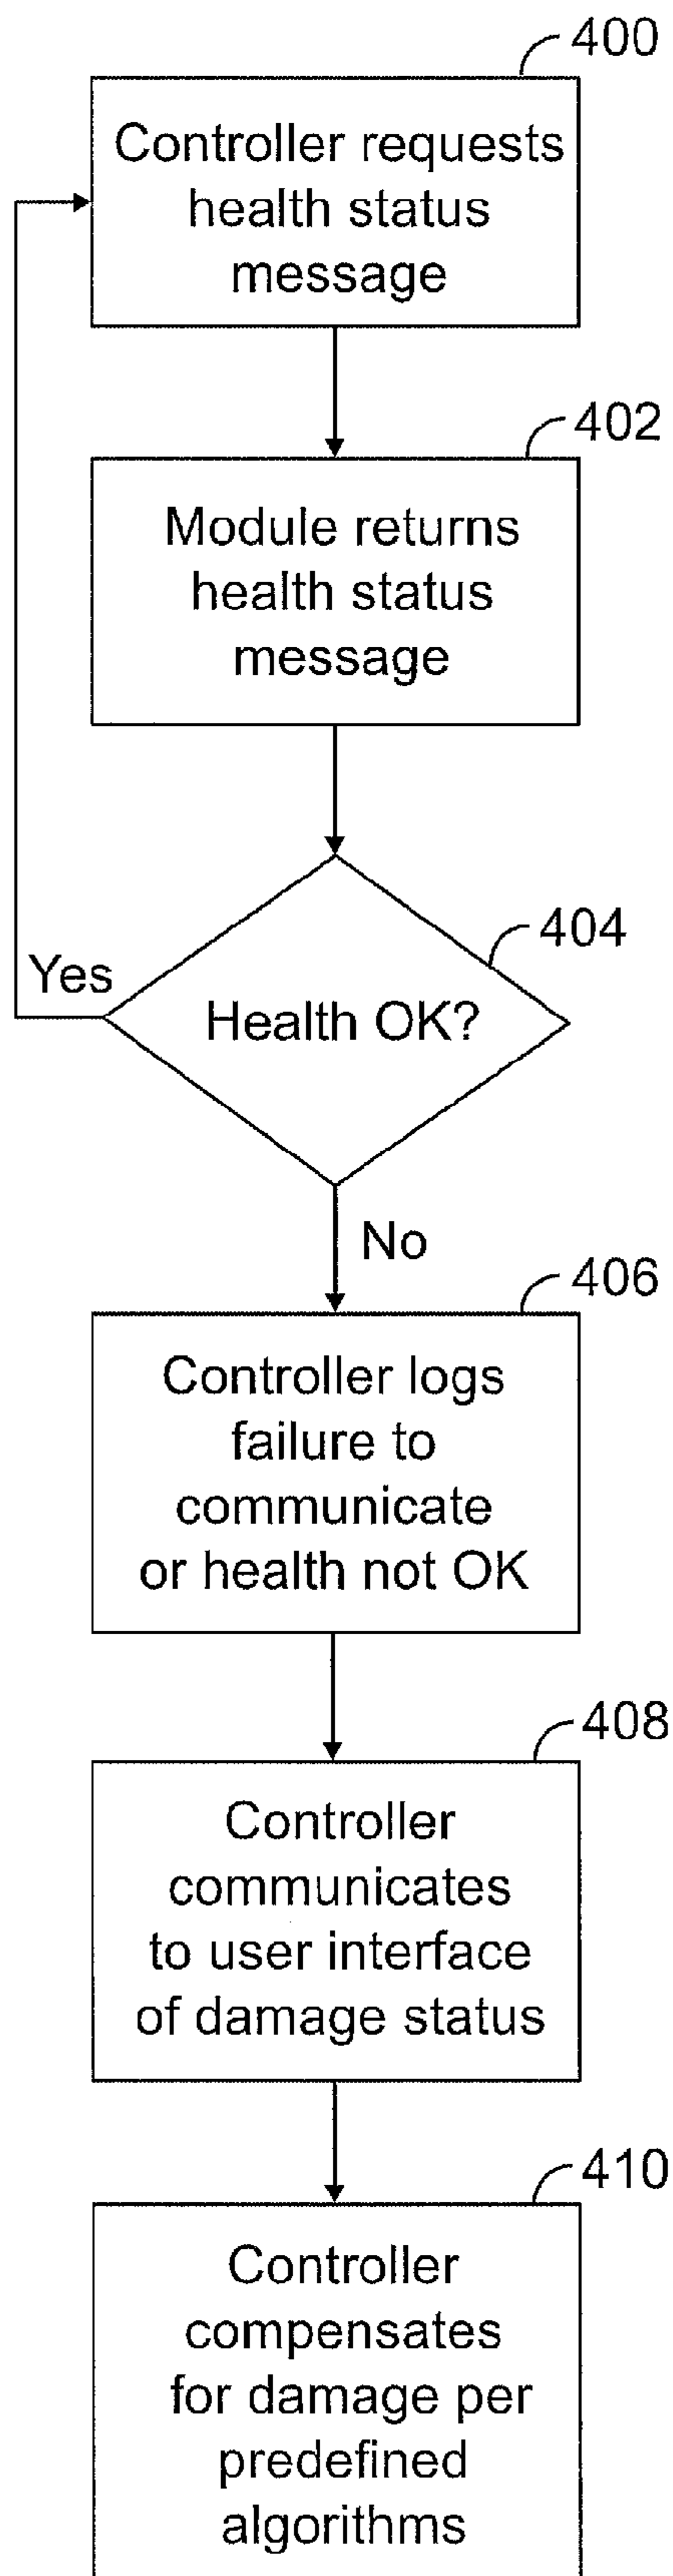 400
Controller requests
health status
message
402
Module returns
health status
message
404
Yes
Health OK?
No
406
Controller logs
failure to
communicate
or health not OK
408
Controller
communicates
to user interface
of damage status
410
Controller
compensates
for damage per
predefined
algorithms